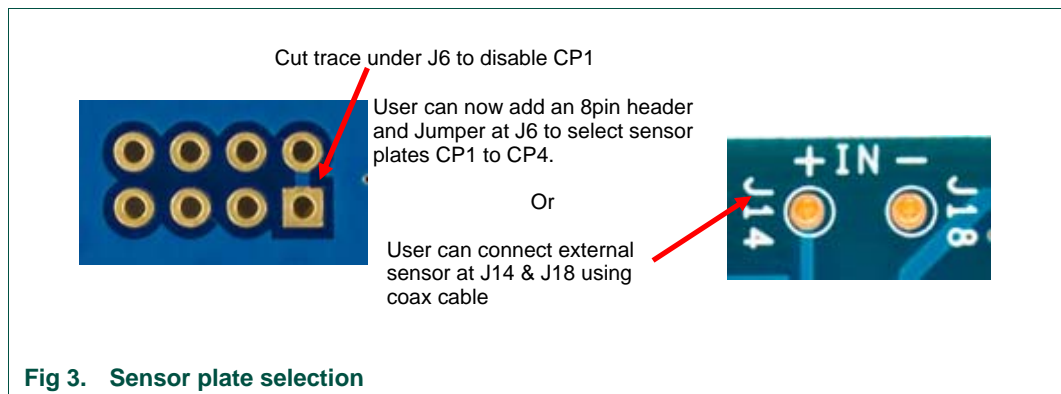 Cut trace under J6 to disable CP1
User can now add an 8pin header
and Jumper at J6 to select sensor
plates CP1 to CP4.
Or
User can connect external
sensor at J14 & J18 using
coax cable
+ IN -
J14
J18
Fig 3. Sensor plate selection